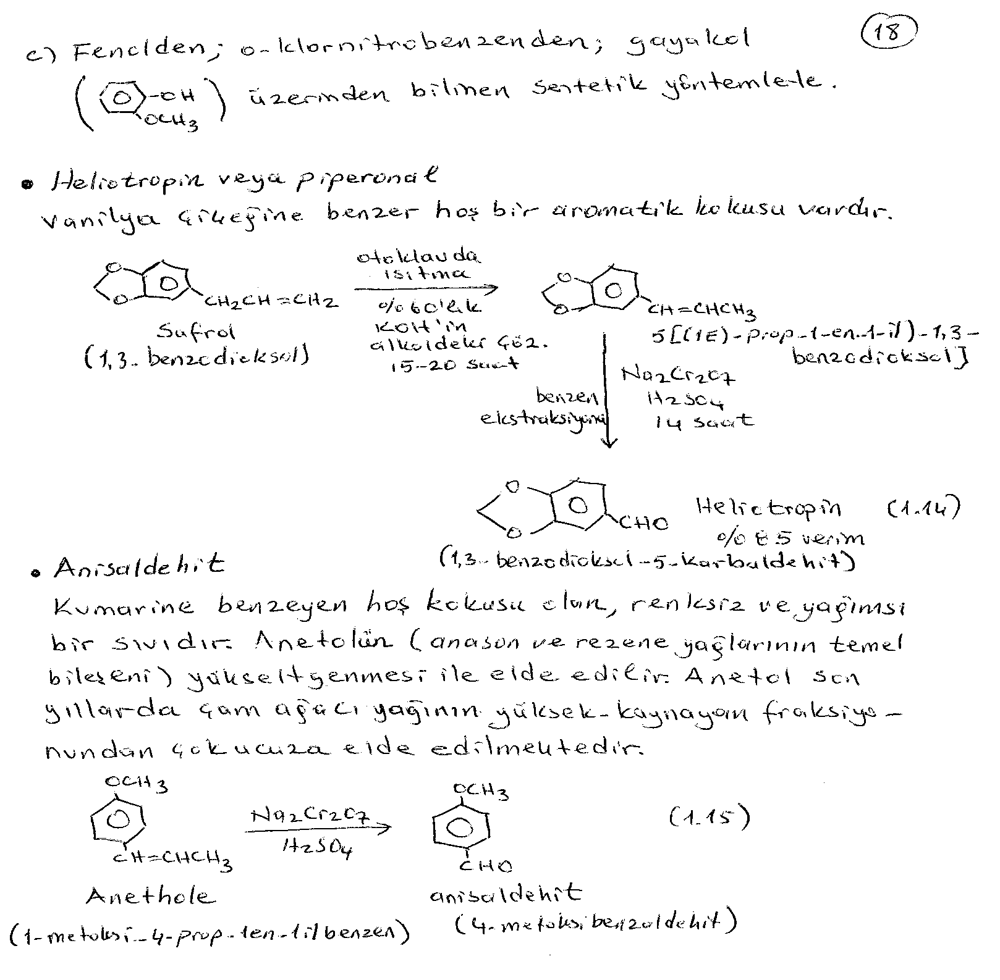 18
c) Fenolden; o-klornitrobenzenden; gayakol
( -OH
OCH3 ) üzerinden bilinen sentetik yöntemlerle.
• Heliotropin veya piperonal
Vanilya çiçeğine benzer hoş bir aromatik kokusu vardır.
O O CH2CH=CH2
Safrol
(1,3-benzodioksol)
otoklavda
ısıtma
%60'lık
KOH'in
alkoldeki çöz.
15-20 saat
O O CH=CHCH3
5[(1E)-prop-1-en-1-il)-1,3-
benzodioksol]
benzen
ekstraksiyonu
Na2Cr2O7
H2SO4
14 saat
O O CHO
Heliotropin (1.14)
%85 verim
(1,3-benzodioksol-5-karbaldehit)
• Anisaldehit
Kumarine benzeyen hoş kokusu olan, renksiz ve yağımsı
bir sıvıdır. Anetolün (anason ve rezene yağlarının temel
bileşeni) yükseltgenmesi ile elde edilir. Anetol son
yıllarda çam ağacı yağının yüksek-kaynayan fraksiyo-
nundan çok ucuza elde edilmektedir.
OCH3
CH=CHCH3
Anethole
(1-metoksi-4-prop-1en-1ilbenzen)
Na2Cr2O7
H2SO4
OCH3
CHO
anisaldehit
(4-metoksibenzaldehit)
(1.15)